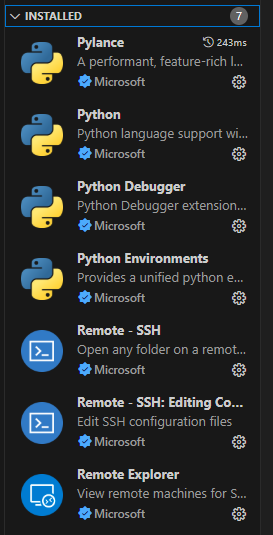 INSTALLED 7
Pylance 243ms
A performant, feature-rich l...
Microsoft
Python
Python language support wi...
Microsoft
Python Debugger
Python Debugger extension...
Microsoft
Python Environments
Provides a unified python e...
Microsoft
Remote - SSH
Open any folder on a remot...
Microsoft
Remote - SSH: Editing Co...
Edit SSH configuration files
Microsoft
Remote Explorer
View remote machines for S...
Microsoft